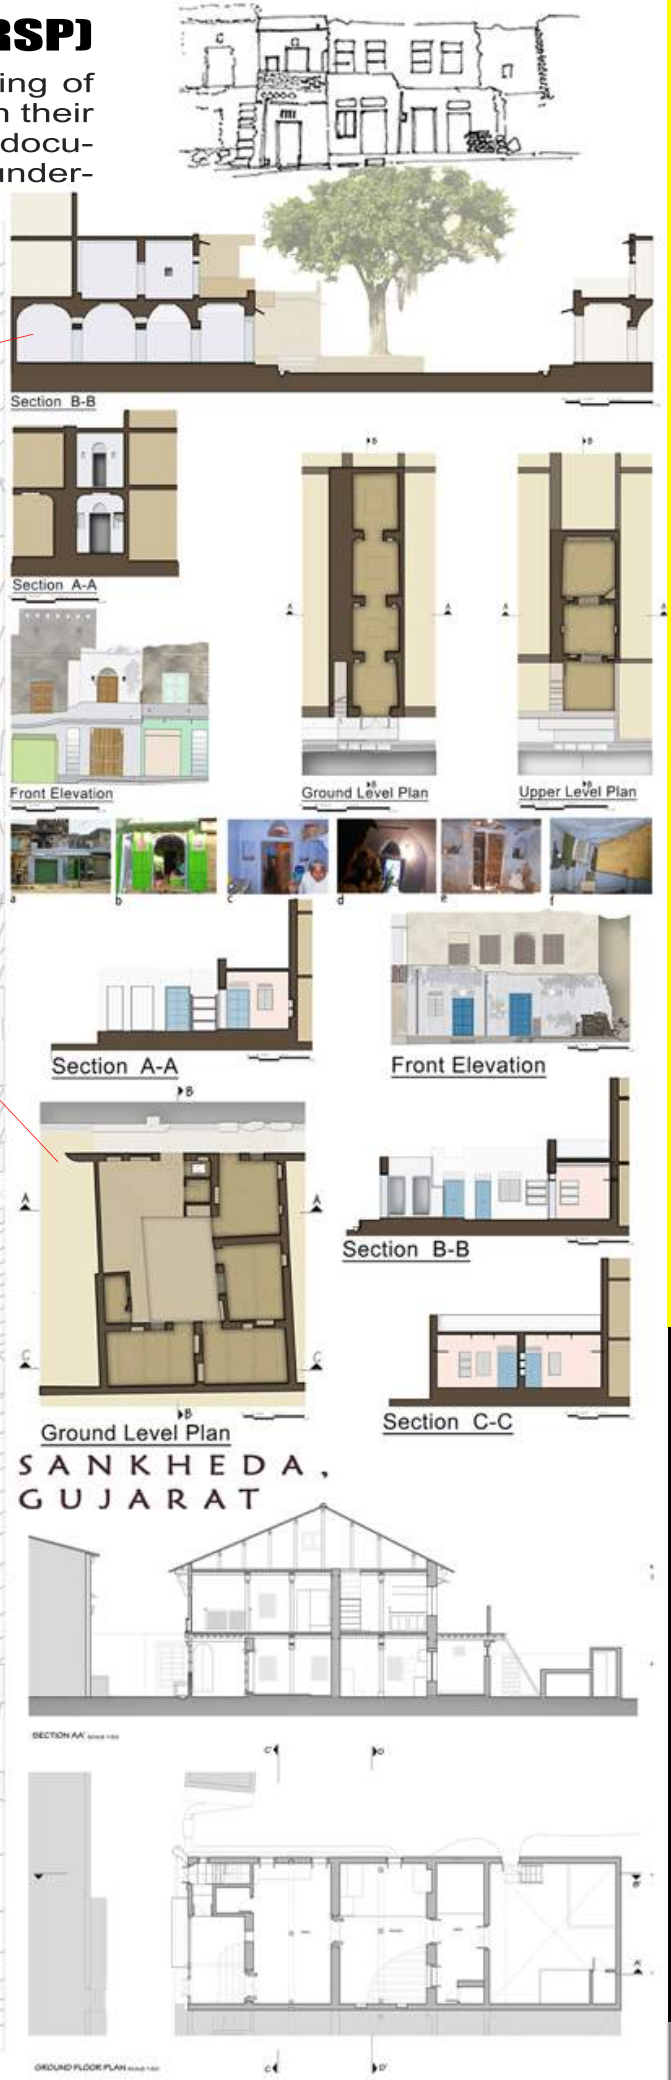 RSP)
ing of
n their
docu-
under-
Section B-B
B
B
Section A-A
A
A
A
A
Front Elevation
B
Ground Level Plan
B
Upper Level Plan
a
b
c
d
e
f
Section A-A
Front Elevation
B
A
A
Section B-B
C
C
B
Ground Level Plan
Section C-C
SANKHEDA,
GUJARAT
SECTION AA'
C'
D
B'
A'
GROUND FLOOR PLAN
C
D'